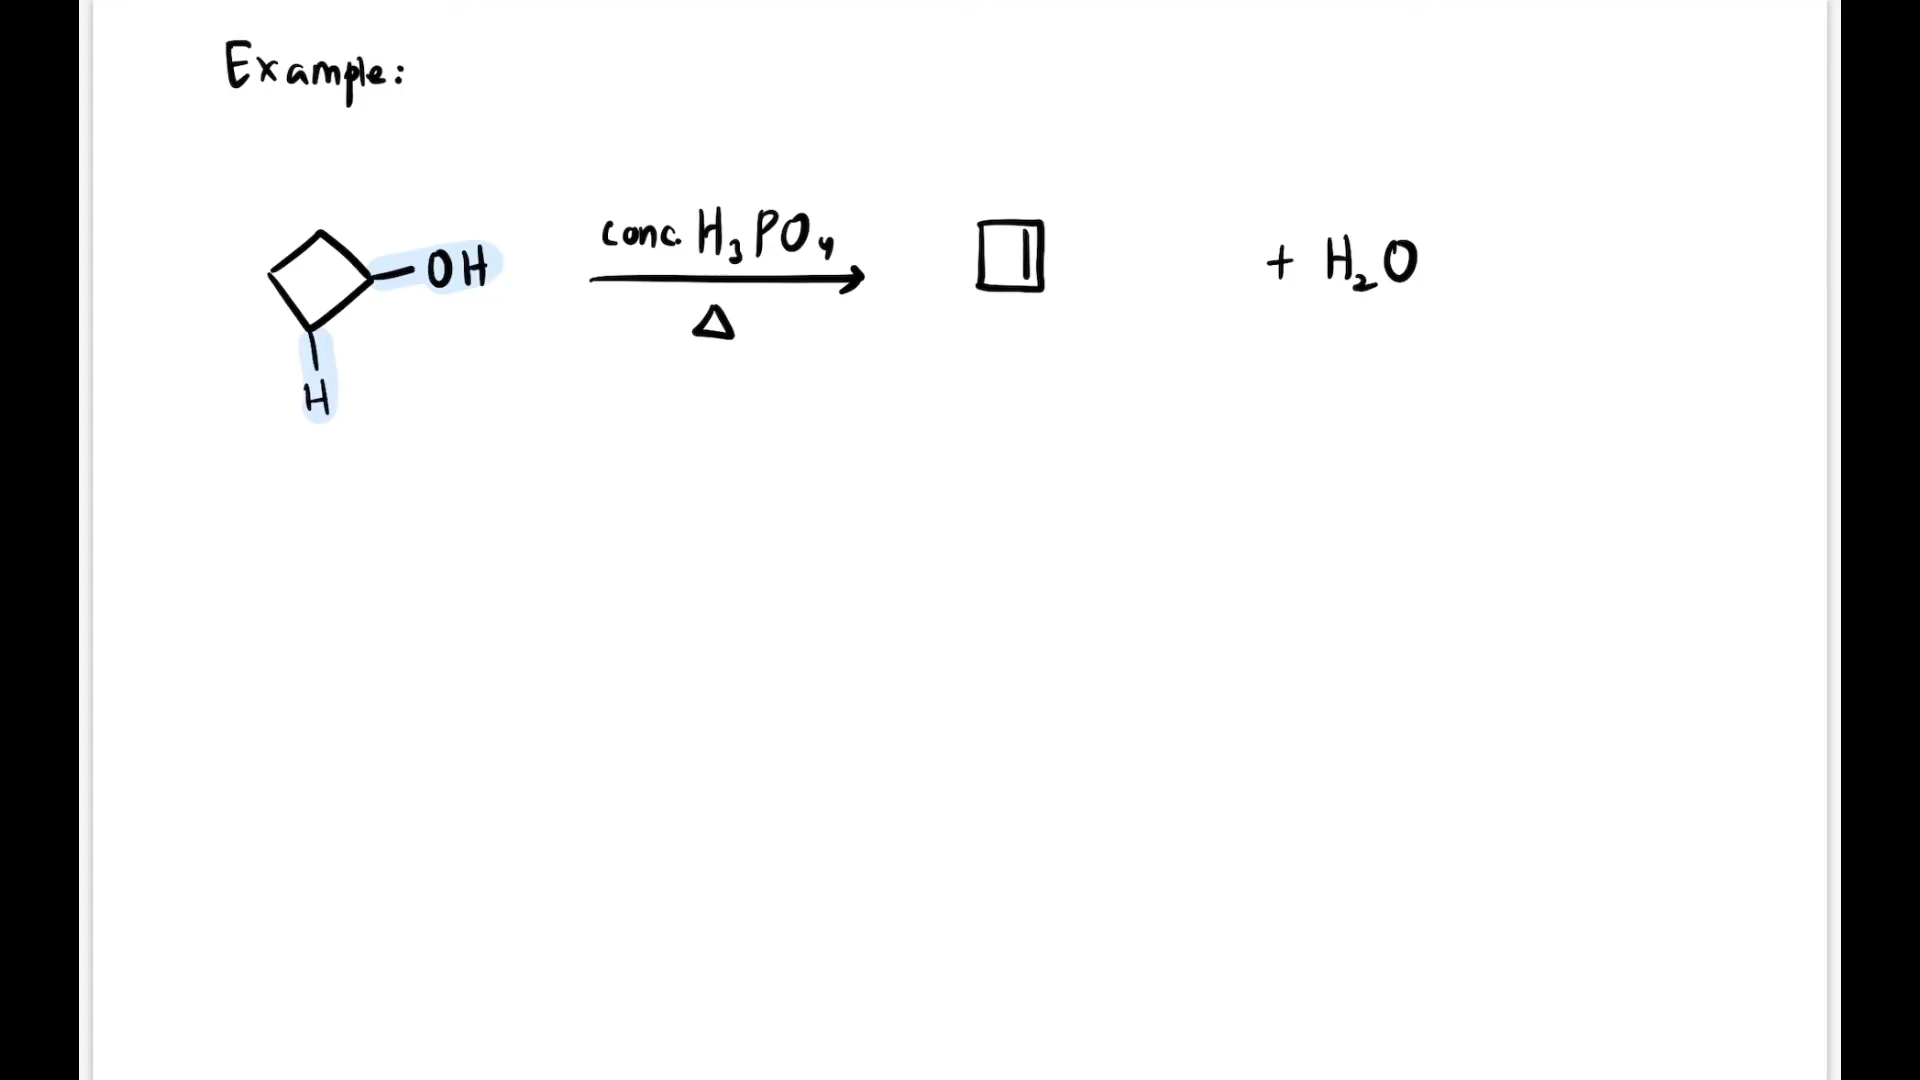 Example:
conc. H₃PO₄
OH
+ H₂O
Δ
H